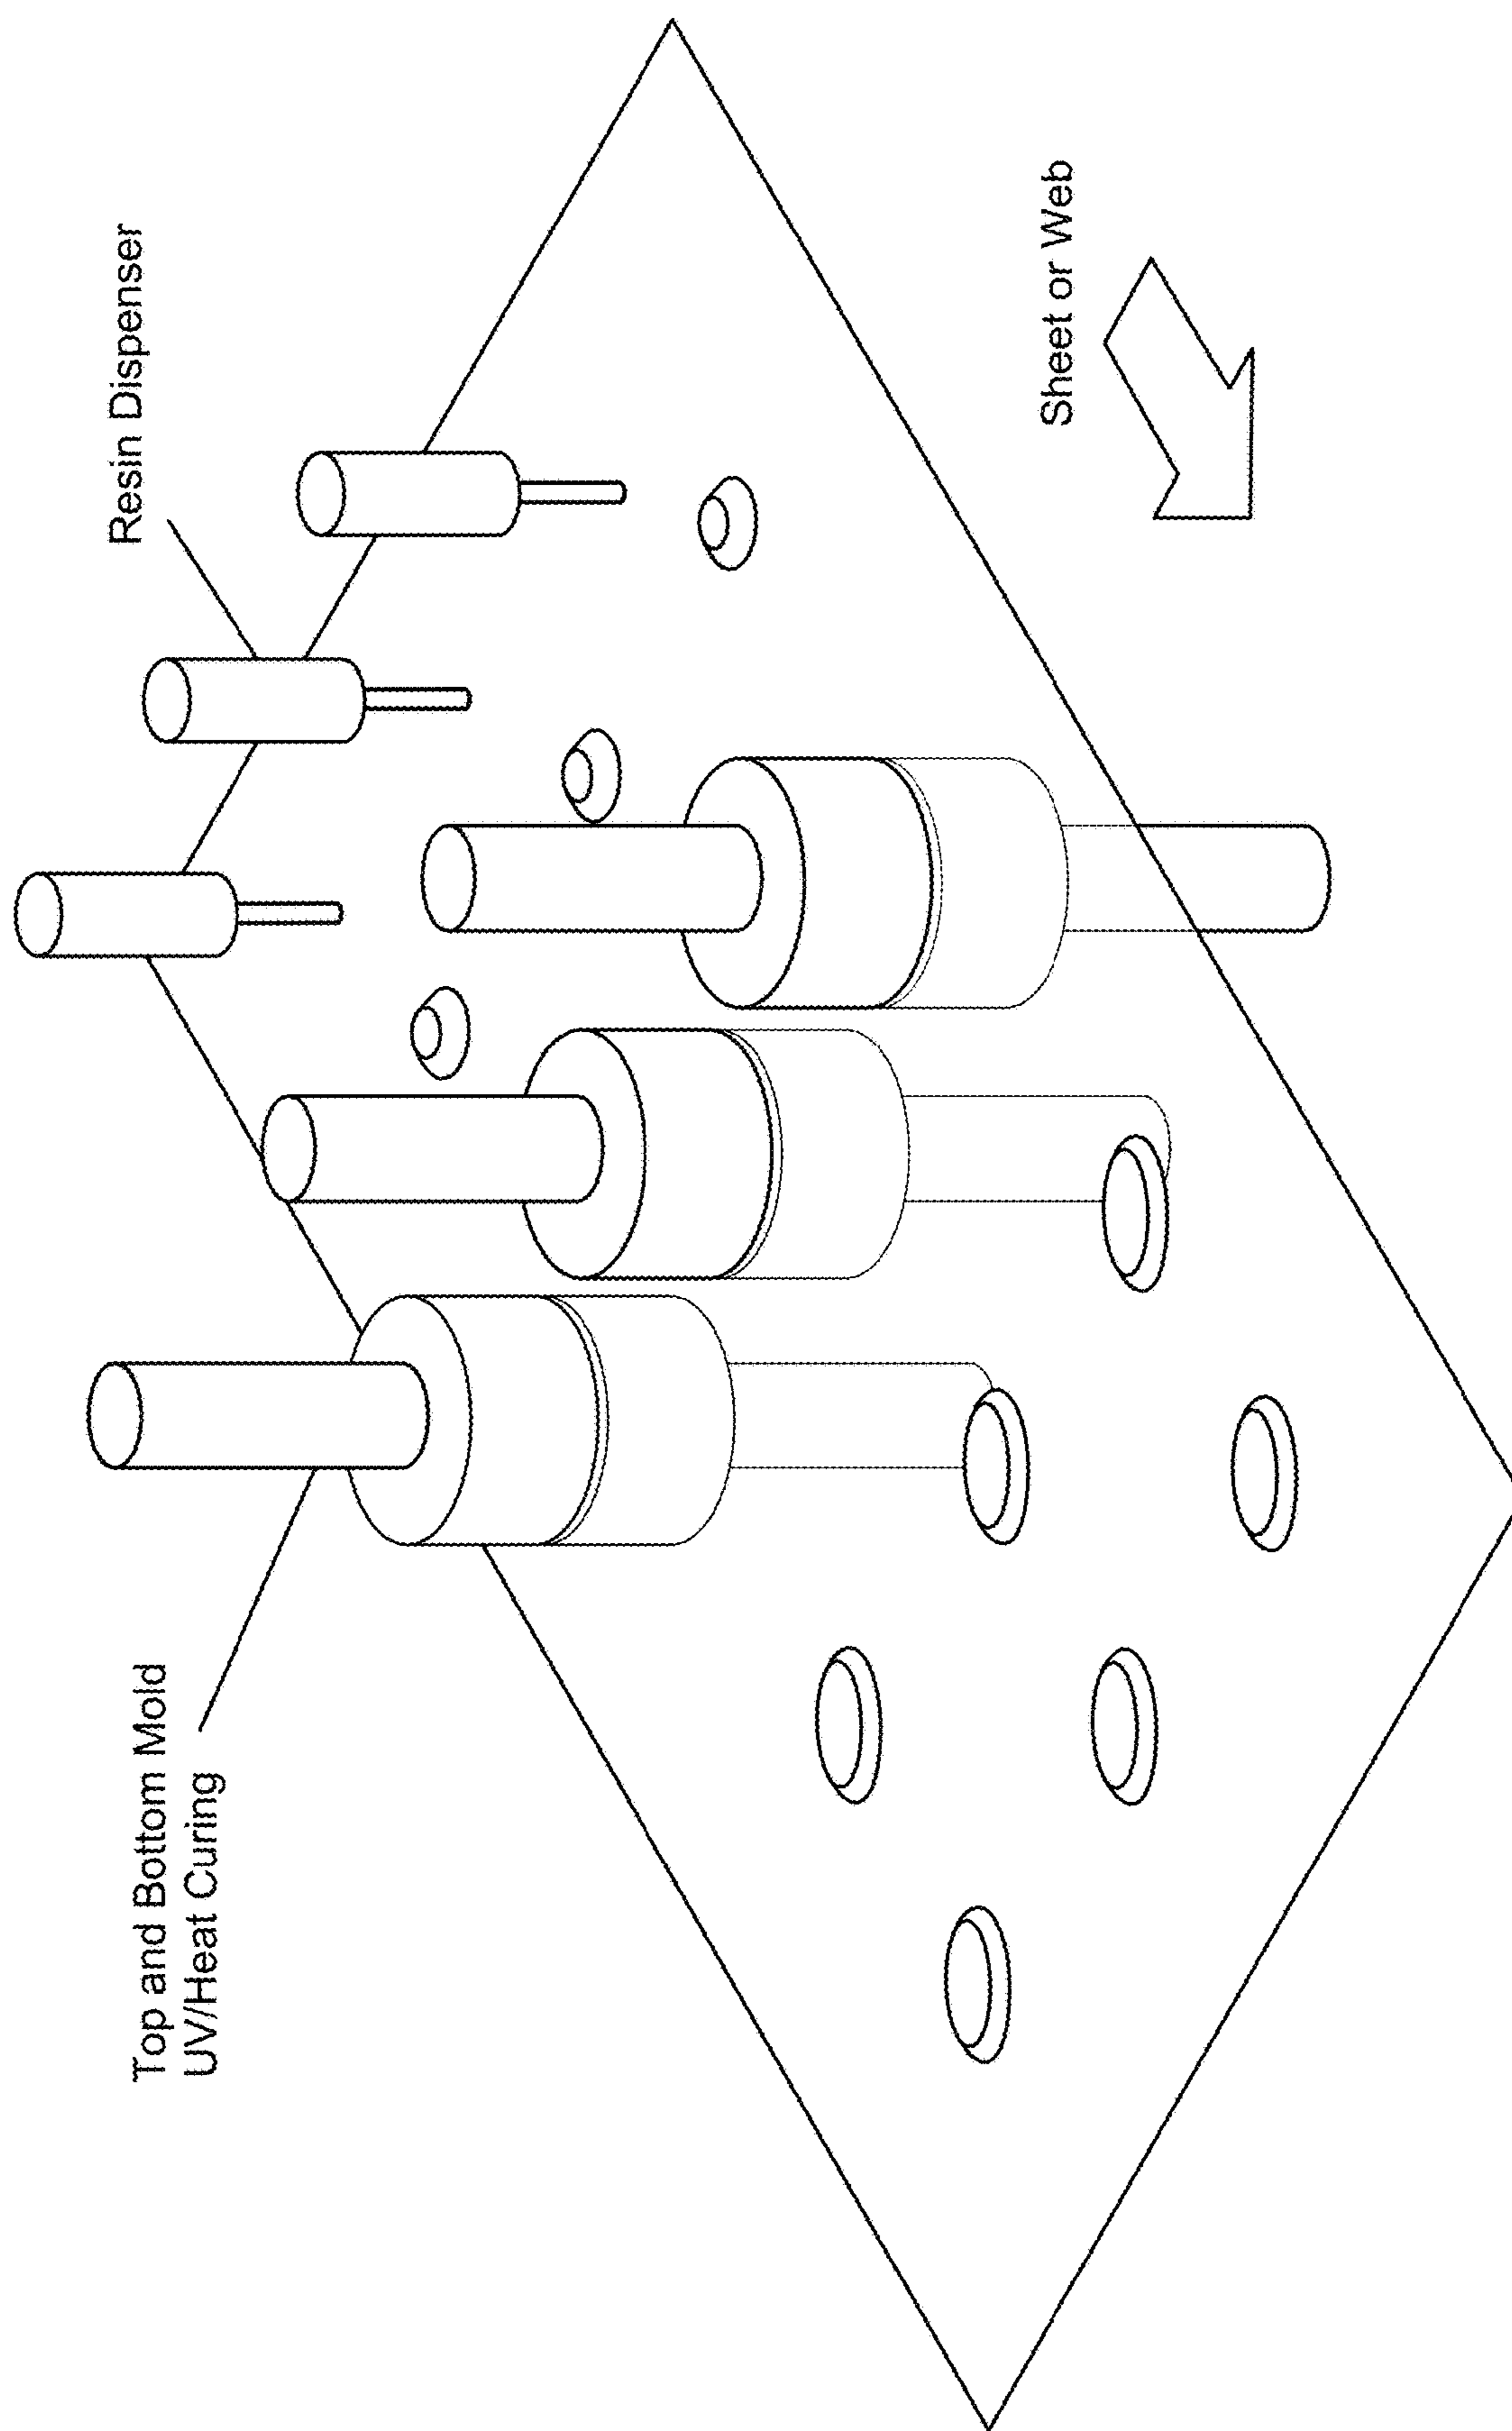 Resin Dispenser
Top and Bottom Mold
UV/Heat Curing
Sheet or Web